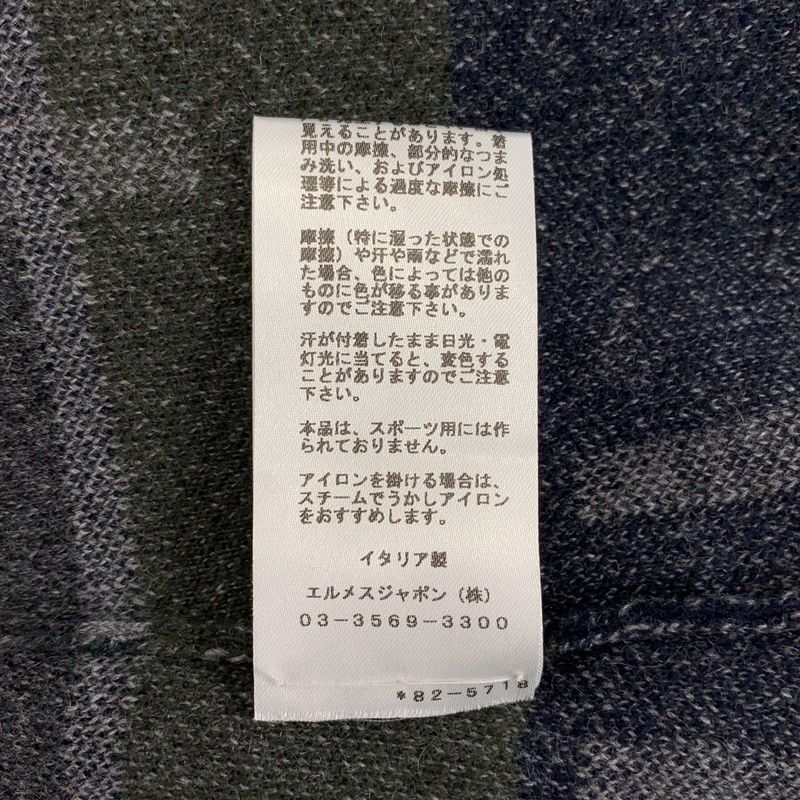 見えることがあります。着
用中の摩擦、部分的なつま
み洗い、およびアイロン処
理等による過度な摩擦にご
注意下さい。
摩擦（特に湿った状態での
摩擦）や汗や雨などで濡れ
た場合、色によっては他の
ものに色が移る事がありま
すのでご注意下さい。
汗が付着したまま日光・電
灯光に当てると、変色する
ことがありますのでご注意
下さい。
本品は、スポーツ用には作
られておりません。
アイロンを掛ける場合は、
スチームでうかしアイロン
をおすすめします。
イタリア製
エルメスジャポン（株）
03-3569-3300
*82-5718